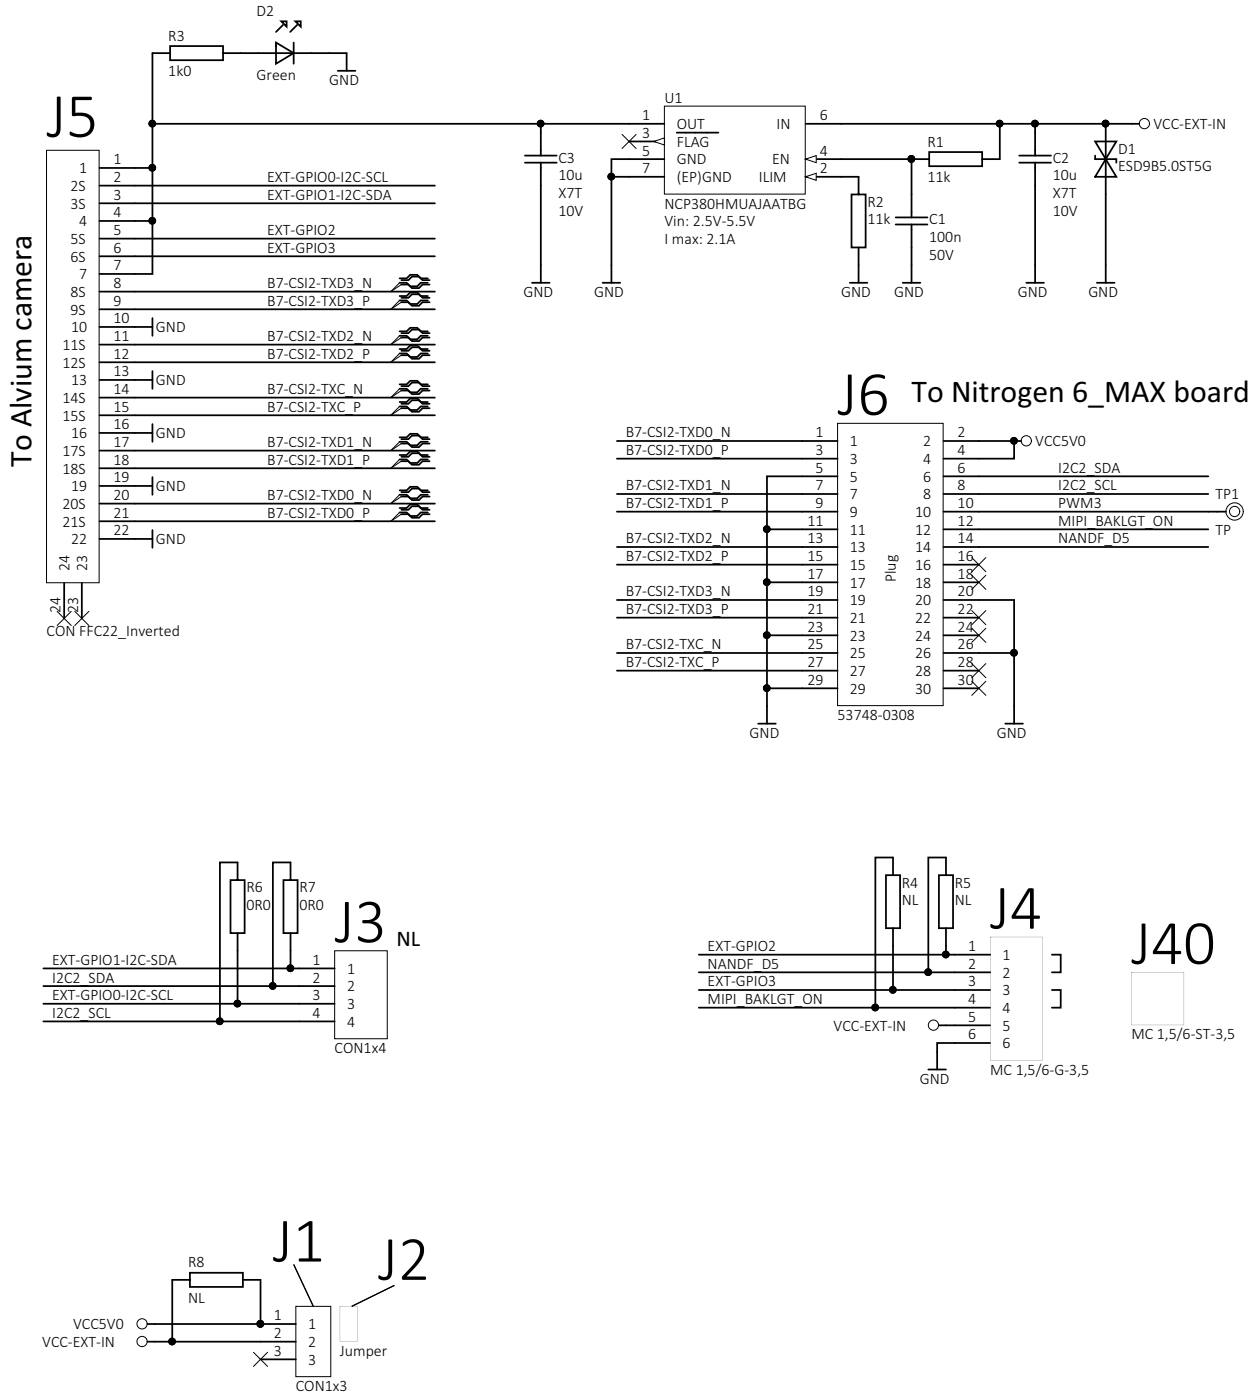 D2
R3
1k0
Green
GND
J5
To Alvium camera
1 1
2S 2 EXT-GPIO0-I2C-SCL
3S 3 EXT-GPIO1-I2C-SDA
4 4
5S 5 EXT-GPIO2
6S 6 EXT-GPIO3
7 7
8S 8 B7-CSI2-TXD3_N
9S 9 B7-CSI2-TXD3_P
10 10 GND
11S 11 B7-CSI2-TXD2_N
12S 12 B7-CSI2-TXD2_P
13 13 GND
14S 14 B7-CSI2-TXC_N
15S 15 B7-CSI2-TXC_P
16 16 GND
17S 17 B7-CSI2-TXD1_N
18S 18 B7-CSI2-TXD1_P
19 19 GND
20S 20 B7-CSI2-TXD0_N
21S 21 B7-CSI2-TXD0_P
22 22 GND
24 23
24 23
CON FFC22_Inverted
C3
10u
X7T
10V
GND
U1
1 OUT IN 6
3 FLAG
5 GND EN 4
7 (EP)GND ILIM 2
NCP380HMUAJAATBG
Vin: 2.5V-5.5V
I max: 2.1A
GND
R1
11k
R2
11k
GND
C1
100n
50V
GND
C2
10u
X7T
10V
GND
VCC-EXT-IN
D1
ESD9B5.0ST5G
GND
J6 To Nitrogen 6_MAX board
B7-CSI2-TXD0_N 1 1 2 2 VCC5V0
B7-CSI2-TXD0_P 3 3 4 4
5 5 6 6 I2C2_SDA
B7-CSI2-TXD1_N 7 7 8 8 I2C2_SCL
B7-CSI2-TXD1_P 9 9 10 10 PWM3 TP1
11 11 12 12 MIPI_BAKLGT_ON TP
B7-CSI2-TXD2_N 13 13 14 14 NANDF_D5
B7-CSI2-TXD2_P 15 15 16 16
17 17 18 18
B7-CSI2-TXD3_N 19 19 20 20
B7-CSI2-TXD3_P 21 21 22 22
23 23 24 24
B7-CSI2-TXC_N 25 25 26 26
B7-CSI2-TXC_P 27 27 28 28
29 29 30 30
Plug
53748-0308
GND
GND
R6
0R0
R7
0R0
J3 NL
EXT-GPIO1-I2C-SDA 1 1
I2C2_SDA 2 2
EXT-GPIO0-I2C-SCL 3 3
I2C2_SCL 4 4
CON1x4
R4
NL
R5
NL
J4
EXT-GPIO2 1 1
NANDF_D5 2 2
EXT-GPIO3 3 3
MIPI_BAKLGT_ON 4 4
VCC-EXT-IN 5 5
6 6
GND
MC 1,5/6-G-3,5
J40
MC 1,5/6-ST-3,5
J1
J2
R8
NL
VCC5V0 1 1
VCC-EXT-IN 2 2
3 3
Jumper
CON1x3